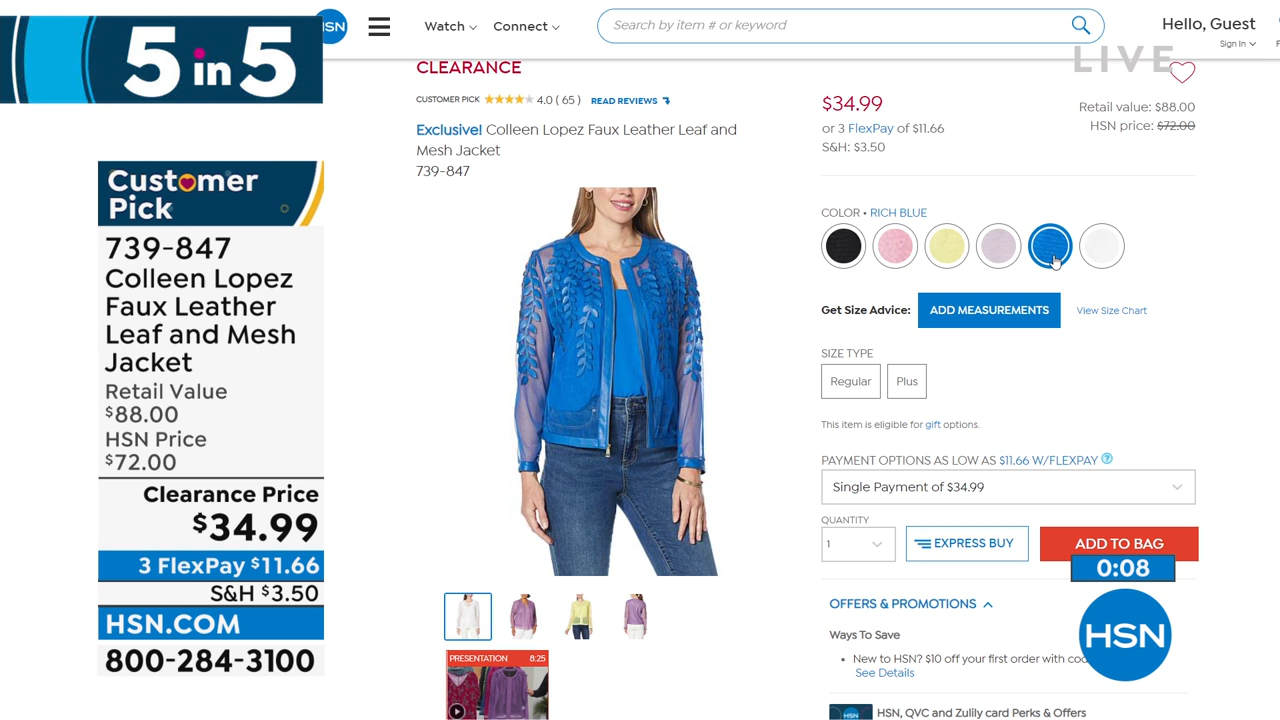 5 in 5
HSN
Watch
Connect
Search by item # or keyword
Hello, Guest
Sign In
LIVE
Customer
Pick
739-847
Colleen Lopez
Faux Leather
Leaf and Mesh
Jacket
Retail Value
$88.00
HSN Price
$72.00
Clearance Price
$34.99
3 FlexPay $11.66
S&H $3.50
HSN.COM
800-284-3100
CLEARANCE
CUSTOMER PICK 4.0 ( 65 ) READ REVIEWS
Exclusive! Colleen Lopez Faux Leather Leaf and
Mesh Jacket
739-847
PRESENTATION 8:25
$34.99
or 3 FlexPay of $11.66
S&H: $3.50
Retail value: $88.00
HSN price: $72.00
COLOR • RICH BLUE
Get Size Advice: ADD MEASUREMENTS View Size Chart
SIZE TYPE
Regular Plus
This item is eligible for gift options.
PAYMENT OPTIONS AS LOW AS $11.66 W/FLEXPAY ?
Single Payment of $34.99
QUANTITY
1
EXPRESS BUY
ADD TO BAG
0:08
OFFERS & PROMOTIONS
Ways To Save
• New to HSN? $10 off your first order with
See Details
HSN
HSN
HSN, QVC and Zulily card Perks & Offers